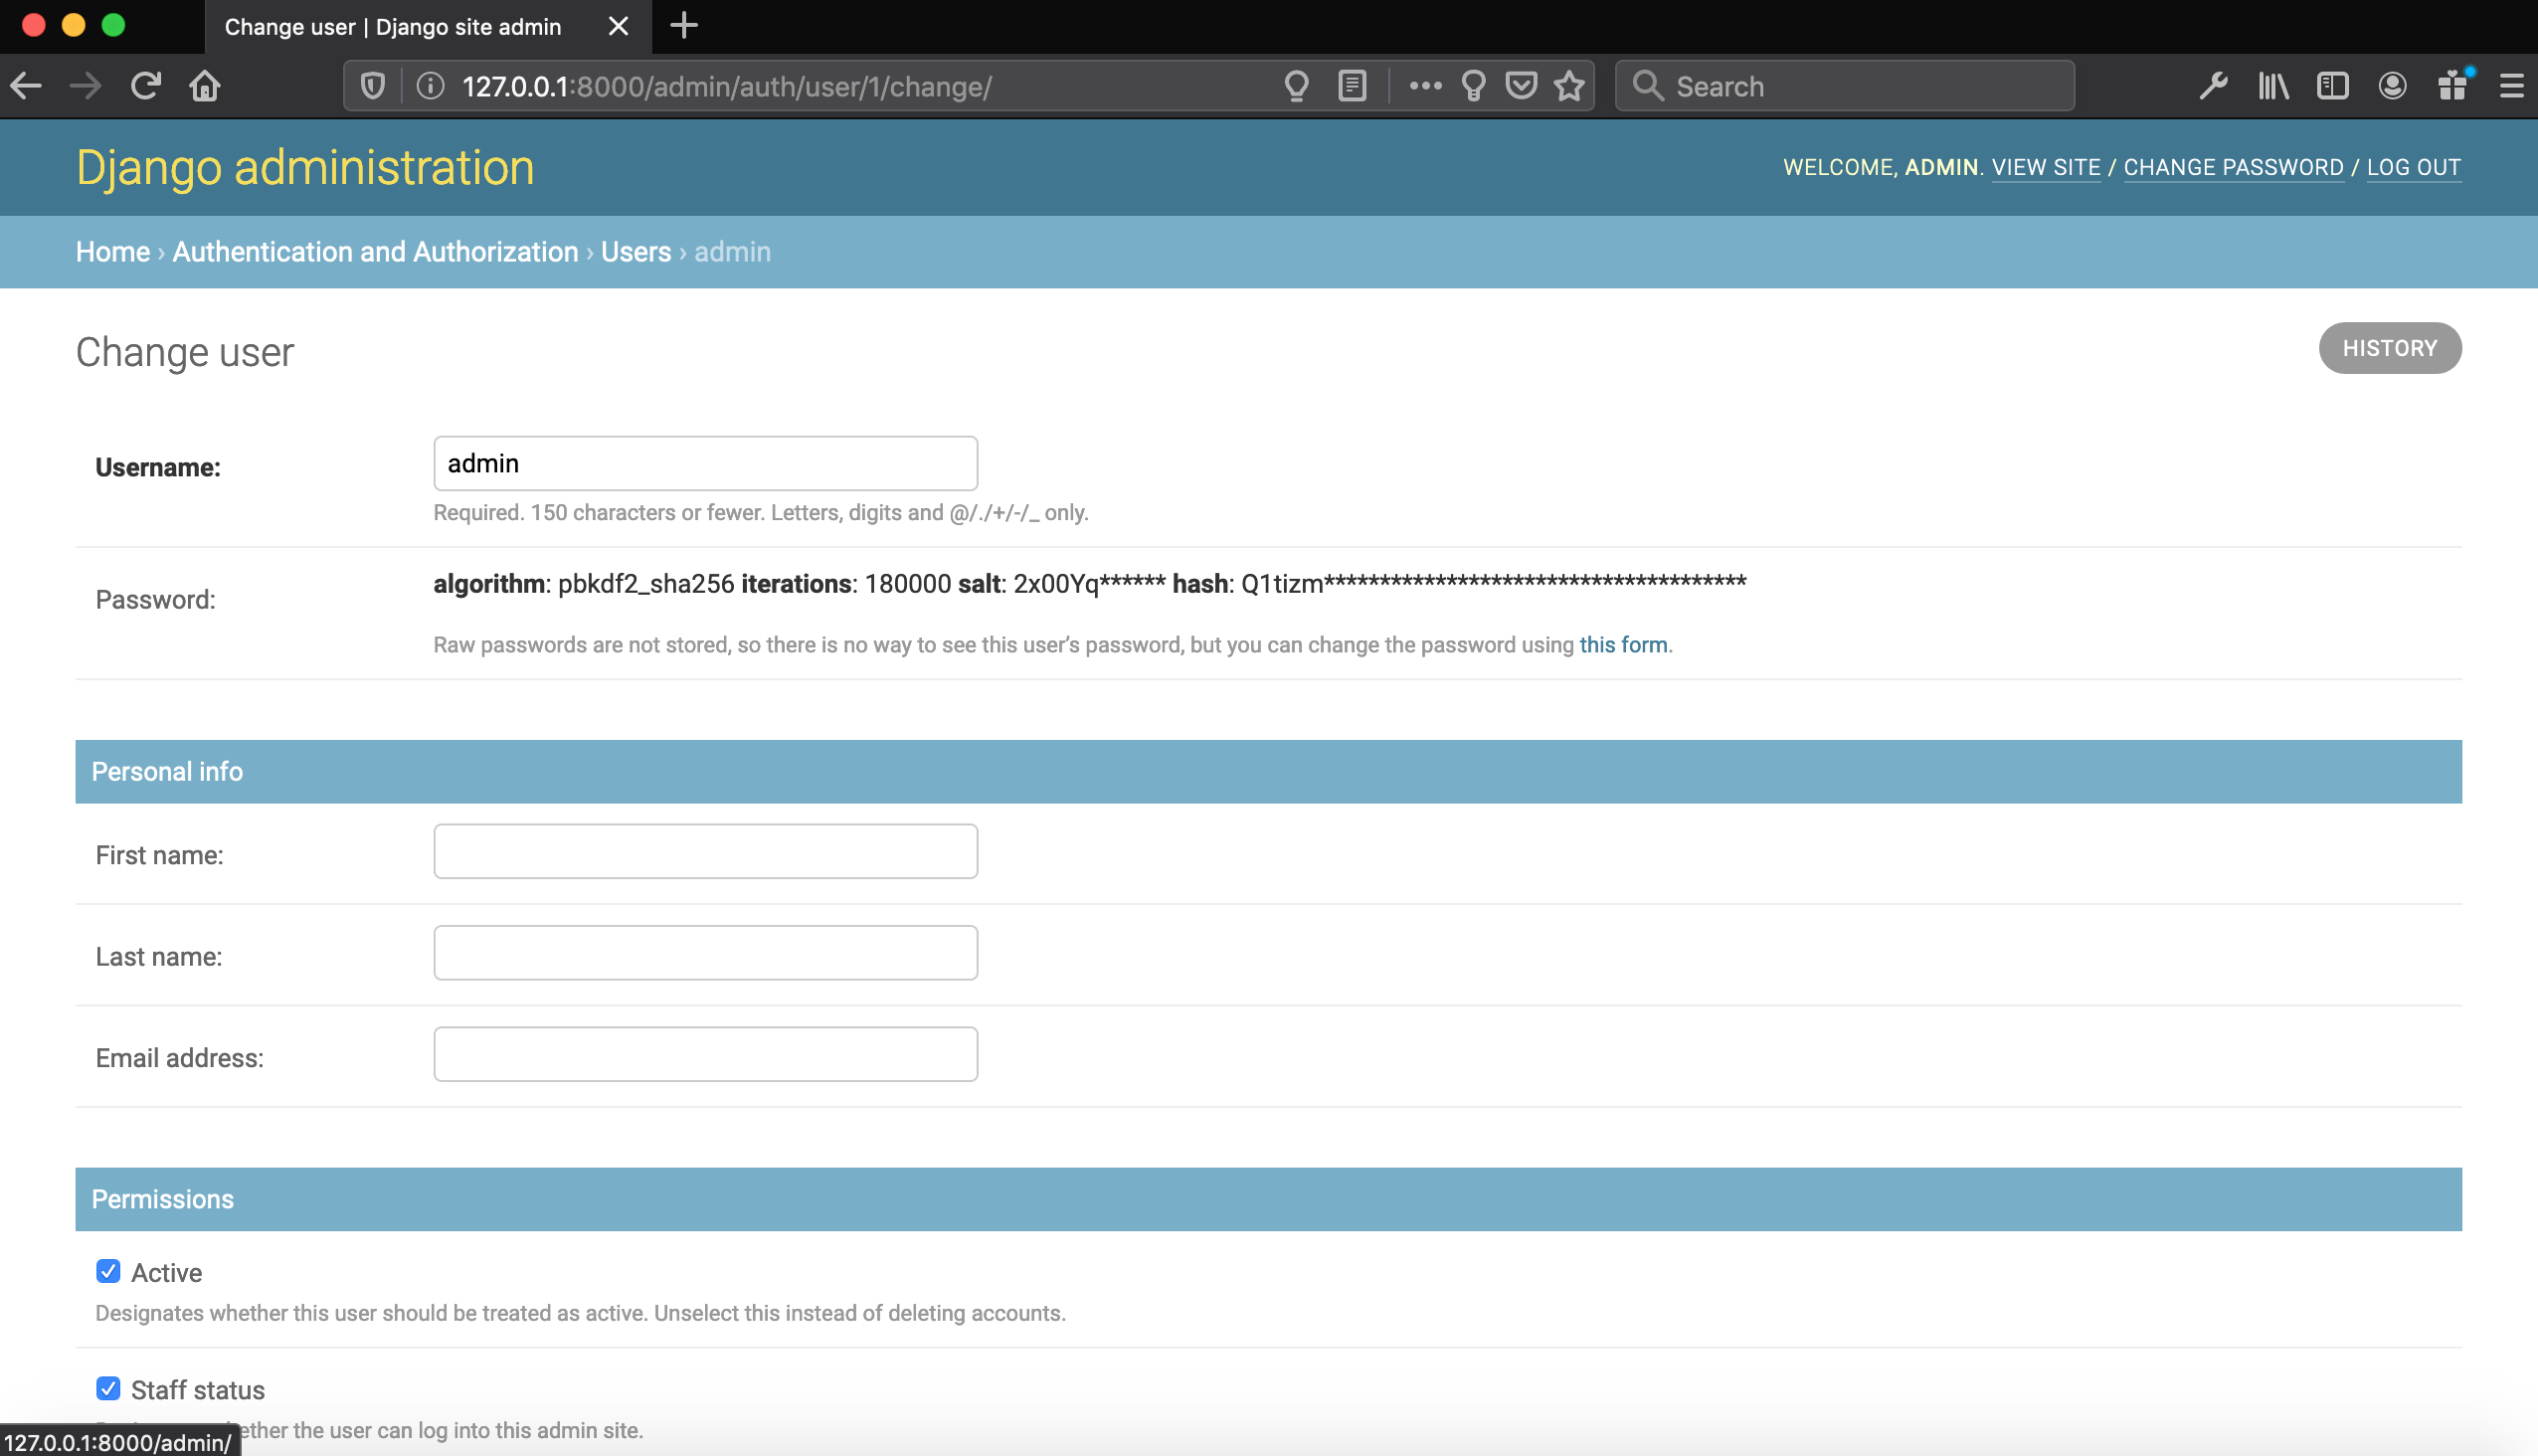 Change user | Django site admin
127.0.0.1:8000/admin/auth/user/1/change/
Search
Django administration
WELCOME, ADMIN. VIEW SITE / CHANGE PASSWORD / LOG OUT
Home › Authentication and Authorization › Users › admin
Change user
HISTORY
Username:
admin
Required. 150 characters or fewer. Letters, digits and @/./+/-/_ only.
Password:
algorithm: pbkdf2_sha256 iterations: 180000 salt: 2x00Yq****** hash: Q1tizm**************************************
Raw passwords are not stored, so there is no way to see this user’s password, but you can change the password using this form.
Personal info
First name:
Last name:
Email address:
Permissions
Active
Designates whether this user should be treated as active. Unselect this instead of deleting accounts.
Staff status
the user can log into this admin site.
127.0.0.1:8000/admin/